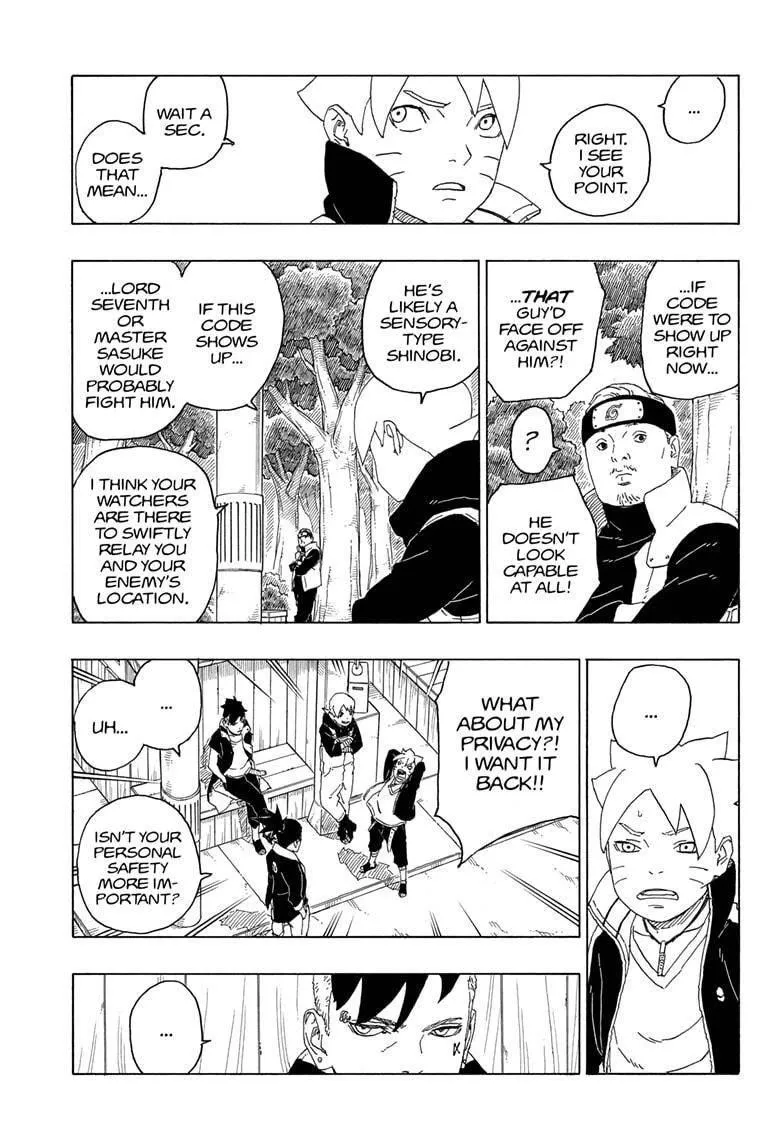 ...
RIGHT.
I SEE
YOUR
POINT.
WAIT A
SEC.
DOES
THAT
MEAN...
...IF
CODE
WERE TO
SHOW UP
RIGHT
NOW...
...THAT
GUY'D
FACE OFF
AGAINST
HIM?!
?
HE
DOESN'T
LOOK
CAPABLE
AT ALL!
HE'S
LIKELY A
SENSORY-
TYPE
SHINOBI.
IF THIS
CODE
SHOWS
UP...
...LORD
SEVENTH
OR
MASTER
SASUKE
WOULD
PROBABLY
FIGHT HIM.
I THINK YOUR
WATCHERS
ARE THERE
TO SWIFTLY
RELAY YOU
AND YOUR
ENEMY'S
LOCATION.
...
WHAT
ABOUT MY
PRIVACY?!
I WANT IT
BACK!!
...
UH...
ISN'T YOUR
PERSONAL
SAFETY
MORE IM-
PORTANT?
...